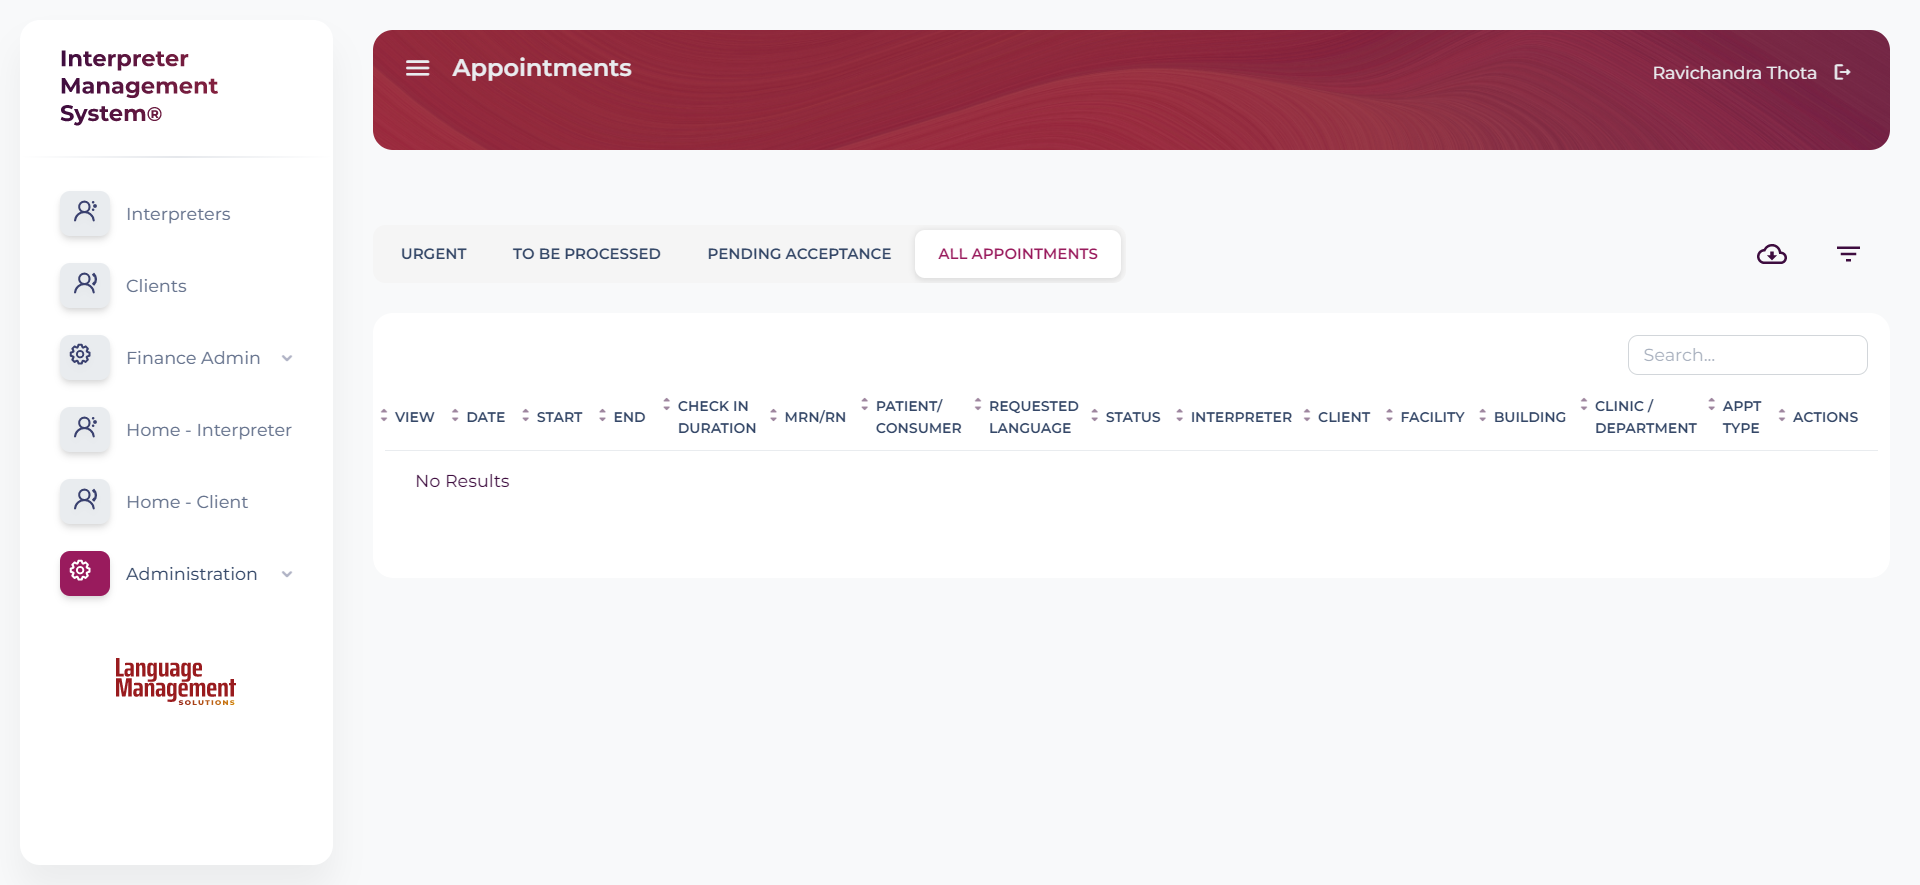 Interpreter
Management
System®
Interpreters
Clients
Finance Admin
Home - Interpreter
Home - Client
Administration
Language
Management
SOLUTIONS
Appointments
Ravichandra Thota
URGENT TO BE PROCESSED PENDING ACCEPTANCE ALL APPOINTMENTS
Search...
VIEW DATE START END CHECK IN DURATION MRN/RN PATIENT/ CONSUMER REQUESTED LANGUAGE STATUS INTERPRETER CLIENT FACILITY BUILDING CLINIC / DEPARTMENT APPT TYPE ACTIONS
No Results